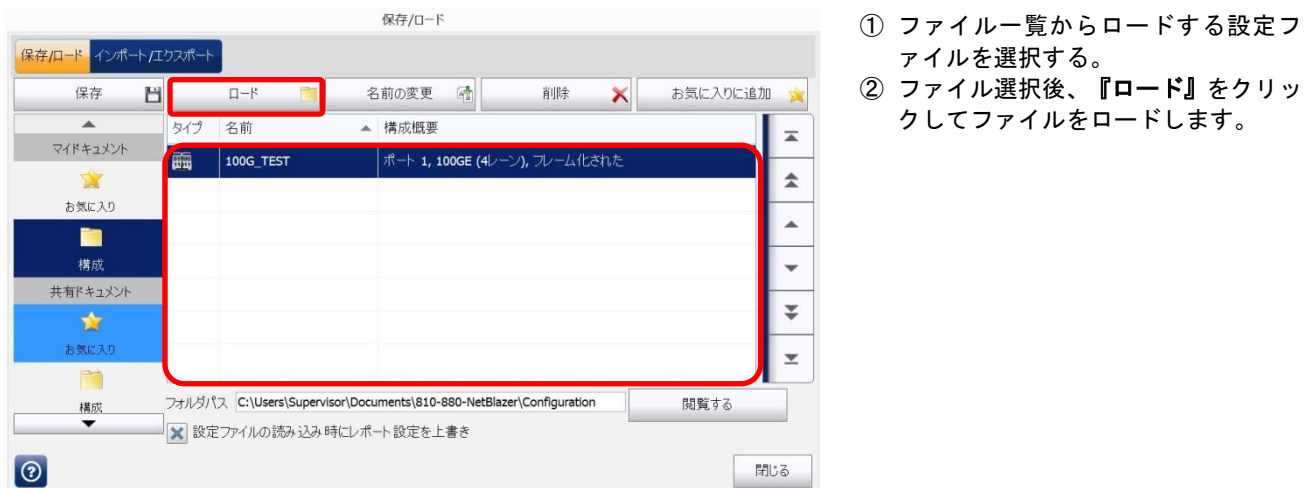 保存/ロード
保存/ロード インポート/エクスポート
保存 ロード 名前の変更 削除 お気に入りに追加
タイプ 名前 構成概要
マイドキュメント
100G_TEST ポート 1, 100GE (4レーン), フレーム化された
お気に入り
構成
共有ドキュメント
お気に入り
構成
フォルダパス C:\Users\Supervisor\Documents\810-880-NetBlazer\Configuration 閲覧する
設定ファイルの読み込み時にレポート設定を上書き
閉じる
① ファイル一覧からロードする設定フ
ァイルを選択する。
② ファイル選択後、『ロード』をクリッ
クしてファイルをロードします。